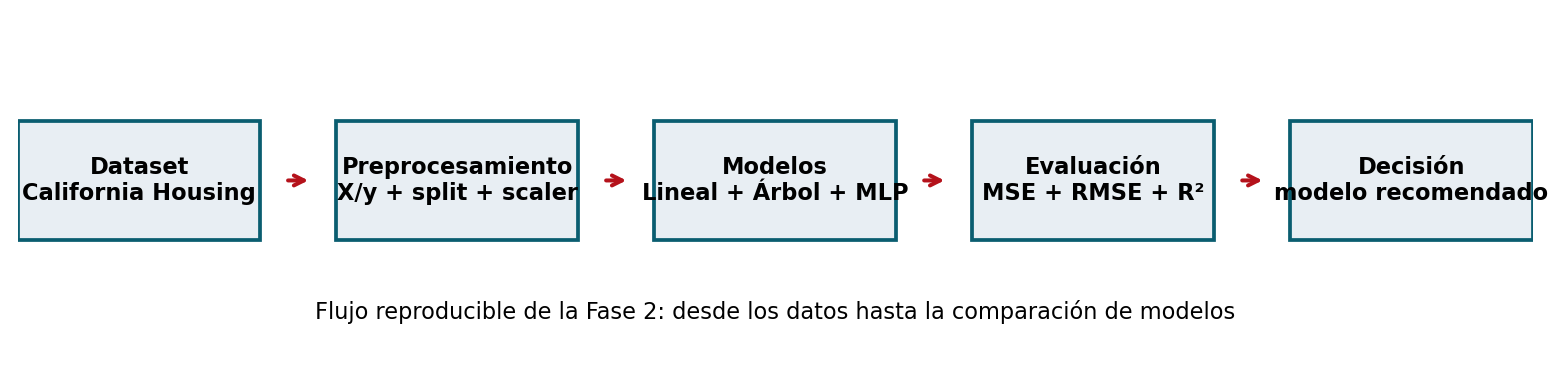 Dataset
California Housing
Preprocesamiento
X/y + split + scaler
Modelos
Lineal + Árbol + MLP
Evaluación
MSE + RMSE + R²
Decisión
modelo recomendado
Flujo reproducible de la Fase 2: desde los datos hasta la comparación de modelos